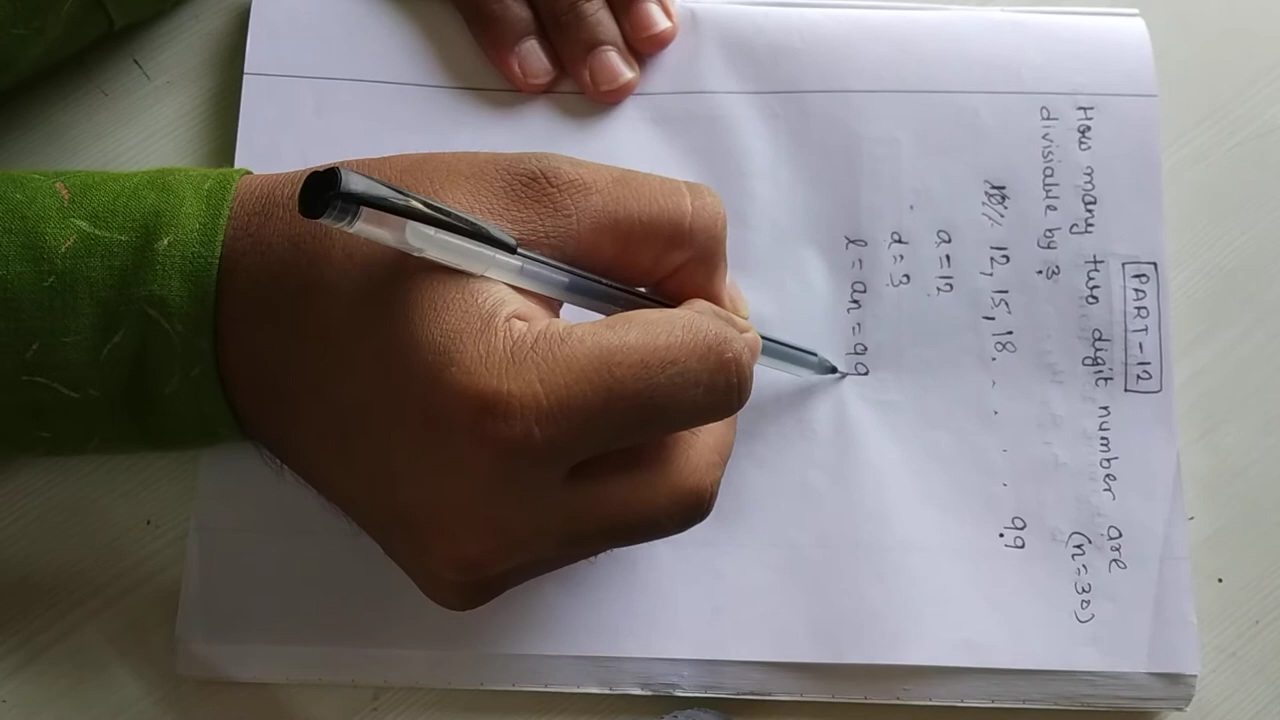 PART-12
How many two digit number are
divisiable by 3 (n=30)
12, 15, 18. - . . . 99
a=12
d=3
l=an=99